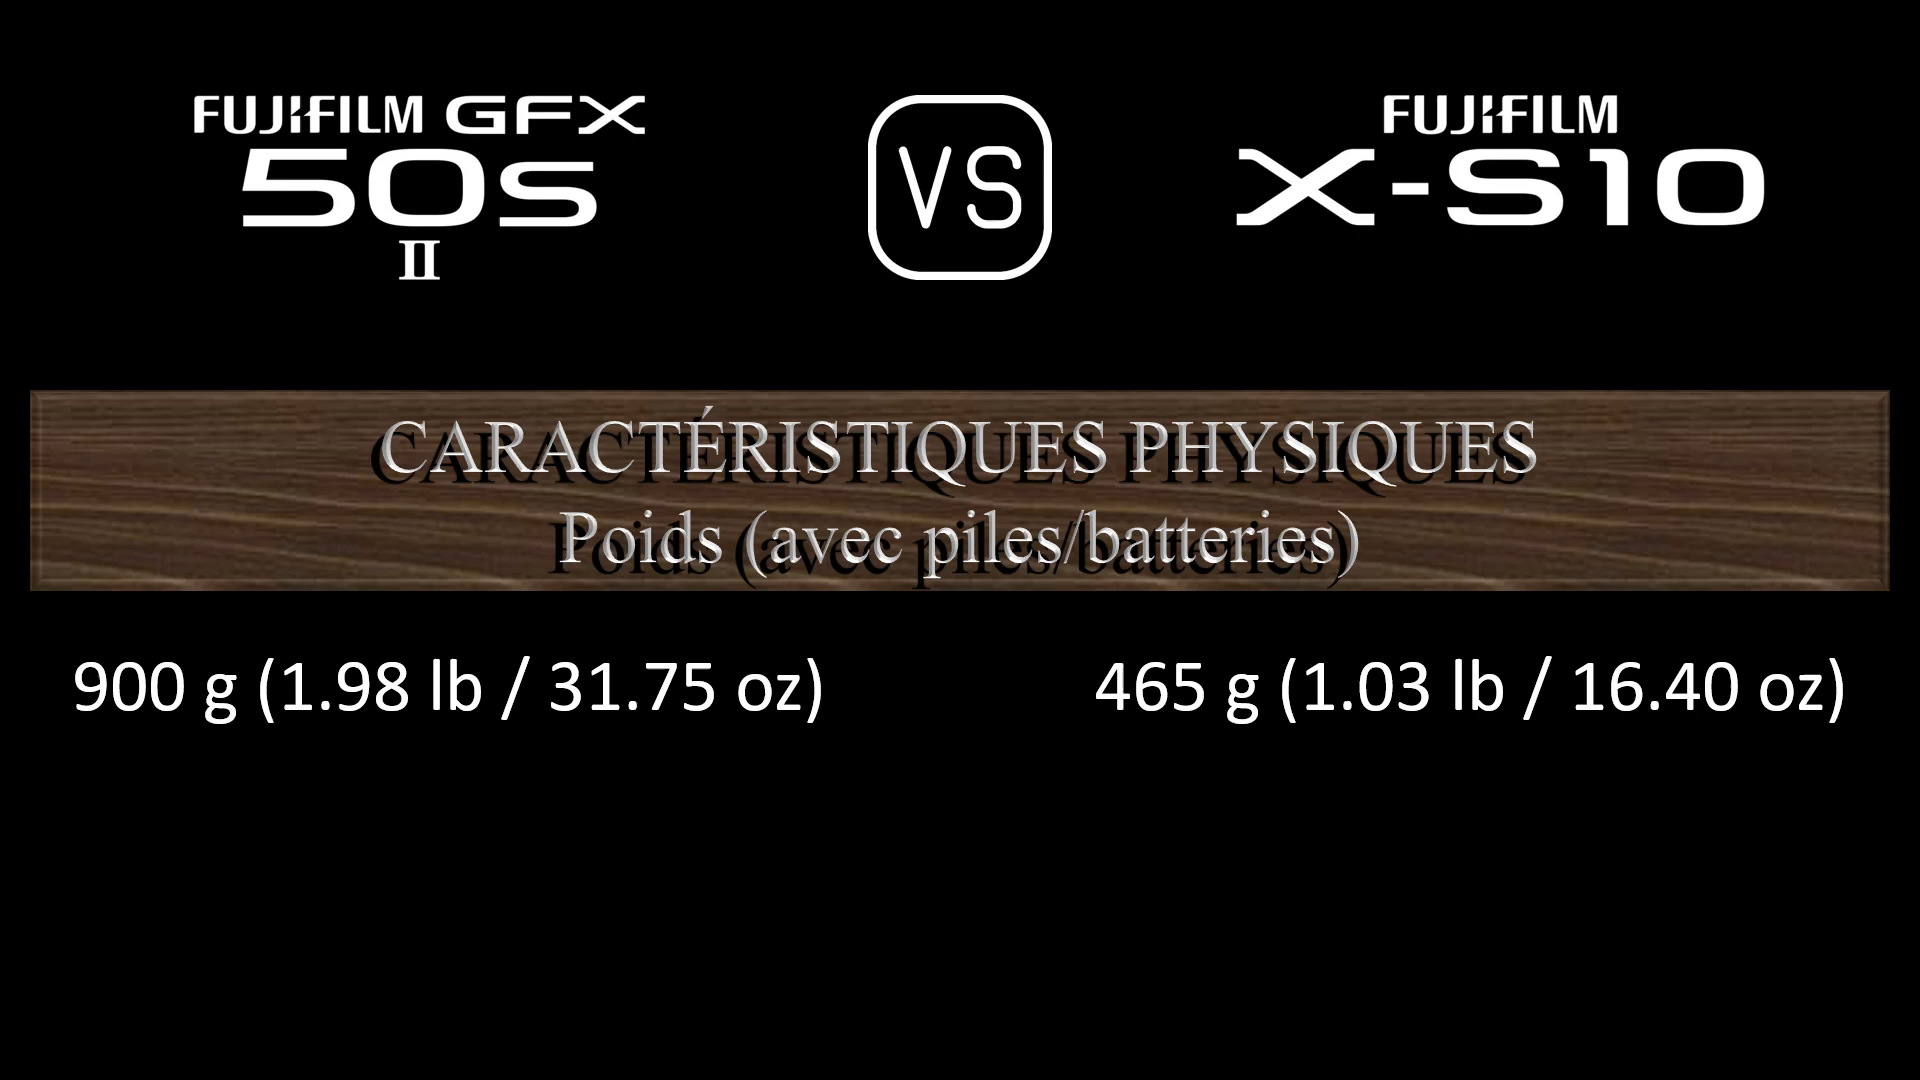 FUJIFILM GFX
50S
II
VS
FUJIFILM
X-S10
CARACTÉRISTIQUES PHYSIQUES
Poids (avec piles/batteries)
900 g (1.98 lb / 31.75 oz)
465 g (1.03 lb / 16.40 oz)